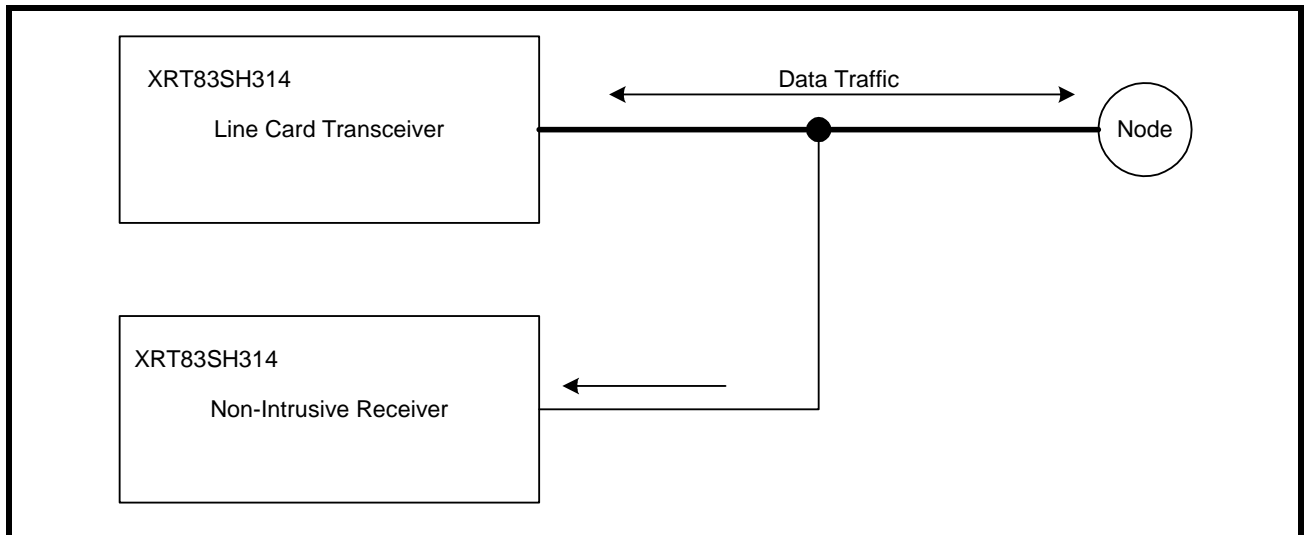 XRT83SH314
Line Card Transceiver
Data Traffic
Node
XRT83SH314
Non-Intrusive Receiver